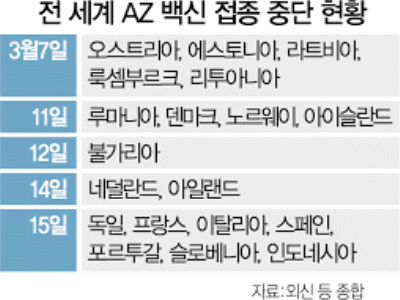 전 세계 AZ 백신 접종 중단 현황
3월7일 오스트리아, 에스토니아, 라트비아,
룩셈부르크, 리투아니아
11일 루마니아, 덴마크, 노르웨이, 아이슬란드
12일 불가리아
14일 네덜란드, 아일랜드
15일 독일, 프랑스, 이탈리아, 스페인,
포르투갈, 슬로베니아, 인도네시아
자료:외신 등 종합